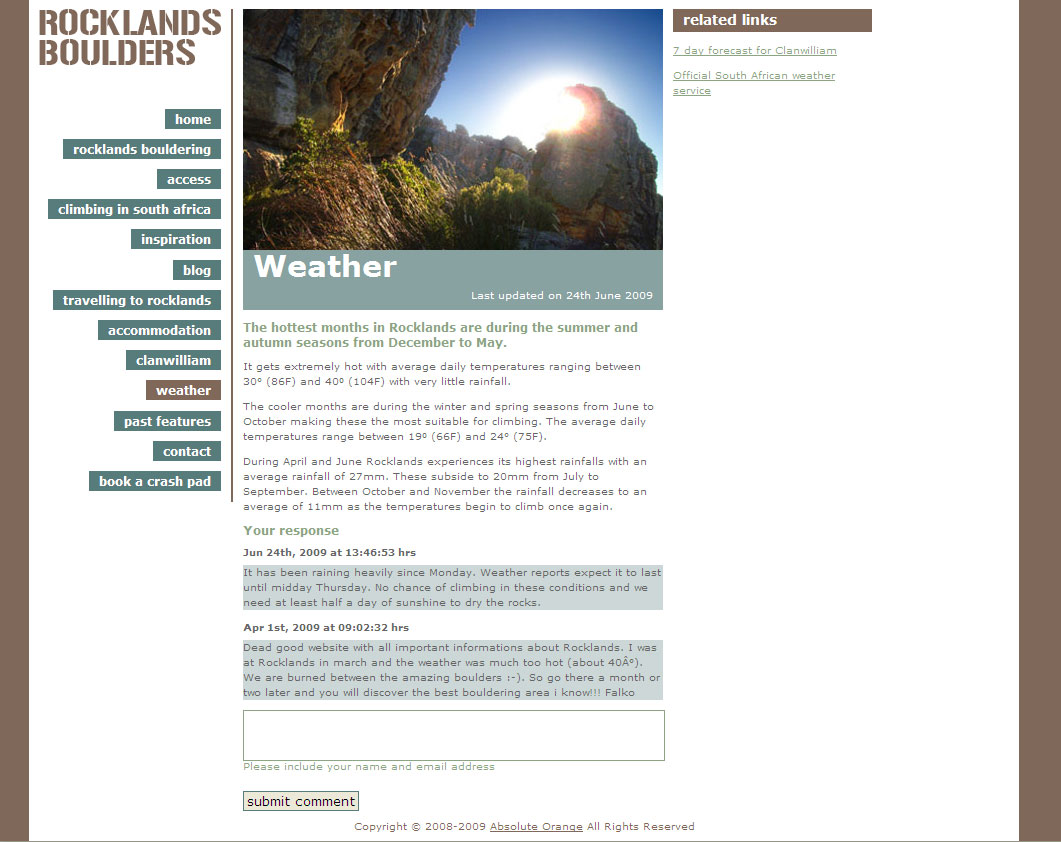 ROCKLANDS
BOULDERS
home
rocklands bouldering
access
climbing in south africa
inspiration
blog
travelling to rocklands
accommodation
clanwilliam
weather
past features
contact
book a crash pad
Weather
Last updated on 24th June 2009
The hottest months in Rocklands are during the summer and
autumn seasons from December to May.
It gets extremely hot with average daily temperatures ranging between
30º (86F) and 40º (104F) with very little rainfall.
The cooler months are during the winter and spring seasons from June to
October making these the most suitable for climbing. The average daily
temperatures range between 19º (66F) and 24º (75F).
During April and June Rocklands experiences its highest rainfalls with an
average rainfall of 27mm. These subside to 20mm from July to
September. Between October and November the rainfall decreases to an
average of 11mm as the temperatures begin to climb once again.
Your response
Jun 24th, 2009 at 13:46:53 hrs
It has been raining heavily since Monday. Weather reports expect it to last
until midday Thursday. No chance of climbing in these conditions and we
need at least half a day of sunshine to dry the rocks.
Apr 1st, 2009 at 09:02:32 hrs
Dead good website with all important informations about Rocklands. I was
at Rocklands in march and the weather was much too hot (about 40Âº).
We are burned between the amazing boulders :-). So go there a month or
two later and you will discover the best bouldering area i know!!! Falko
Please include your name and email address
submit comment
related links
7 day forecast for Clanwilliam
Official South African weather
service
Copyright © 2008-2009 Absolute Orange All Rights Reserved